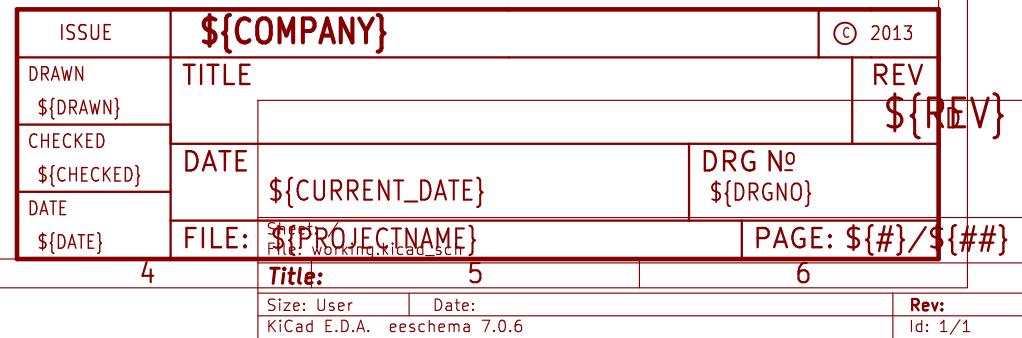 ISSUE ${COMPANY} © 2013
DRAWN TITLE REV
${DRAWN} ${REV}
D
CHECKED
DATE DRG Nº
${CHECKED} ${CURRENT_DATE} ${DRGNO}
DATE
Sheet: /
${DATE} FILE: ${PROJECTNAME} PAGE: ${#}/${##}
File: working.kicad_sch
4 5 6
Title:
Size: User Date: Rev:
KiCad E.D.A. eeschema 7.0.6 Id: 1/1